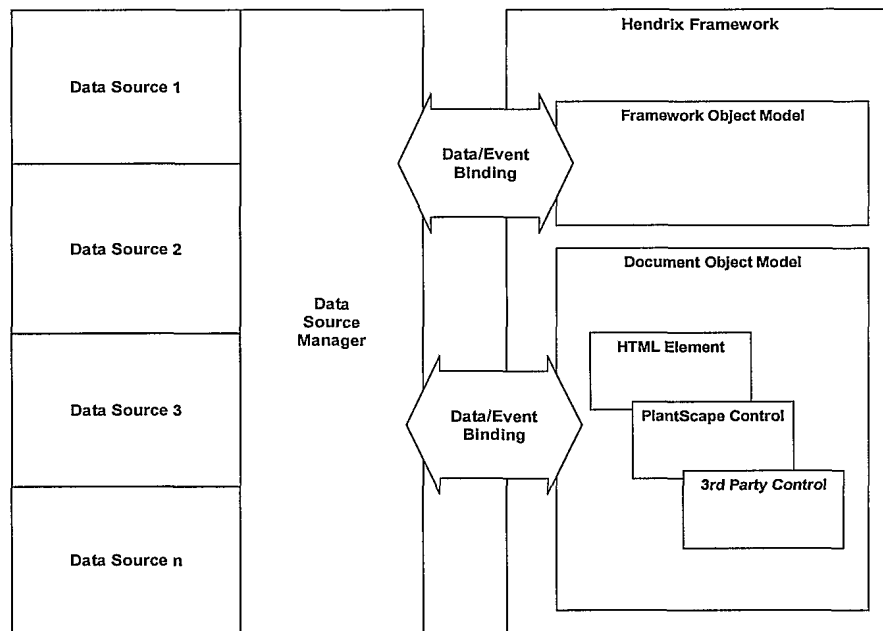 Data Source 1
Data Source 2
Data Source 3
Data Source n
Data
Source
Manager
Data/Event
Binding
Data/Event
Binding
Hendrix Framework
Framework Object Model
Document Object Model
HTML Element
PlantScape Control
3rd Party Control